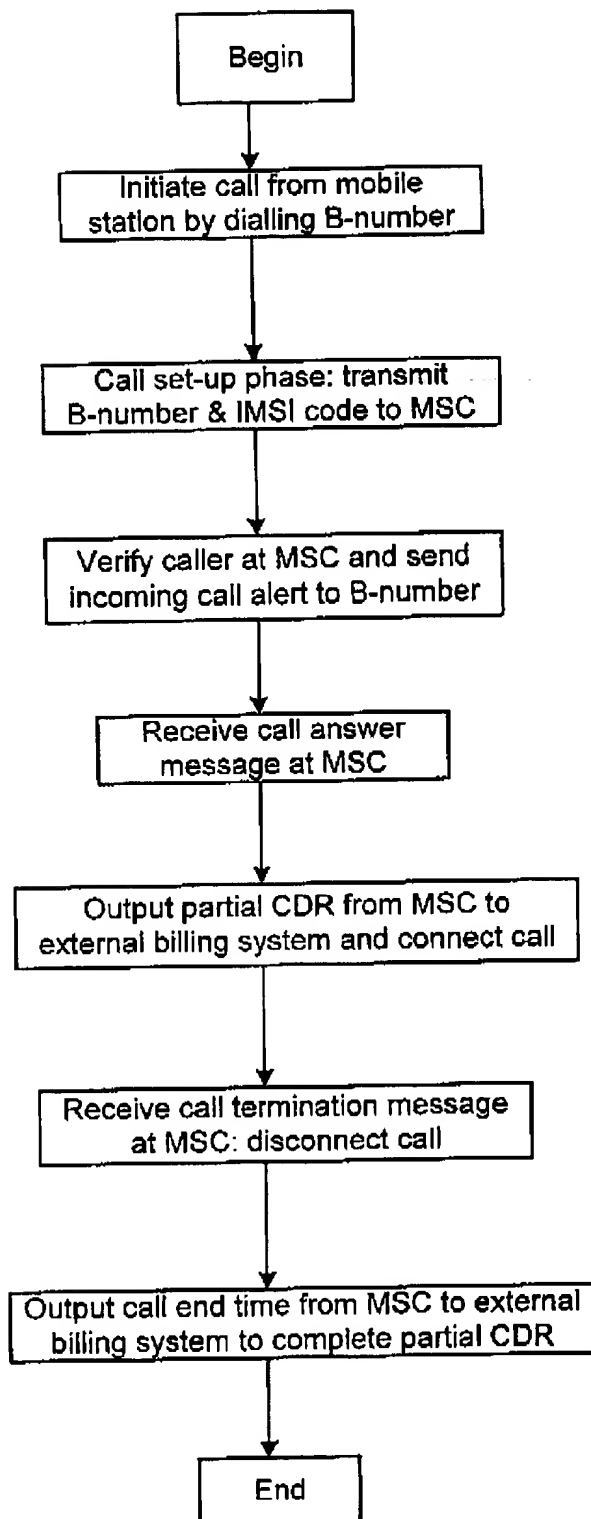 Begin
Initiate call from mobile
station by dialling B-number
Call set-up phase: transmit
B-number & IMSI code to MSC
Verify caller at MSC and send
incoming call alert to B-number
Receive call answer
message at MSC
Output partial CDR from MSC to
external billing system and connect call
Receive call termination message
at MSC: disconnect call
Output call end time from MSC to external
billing system to complete partial CDR
End